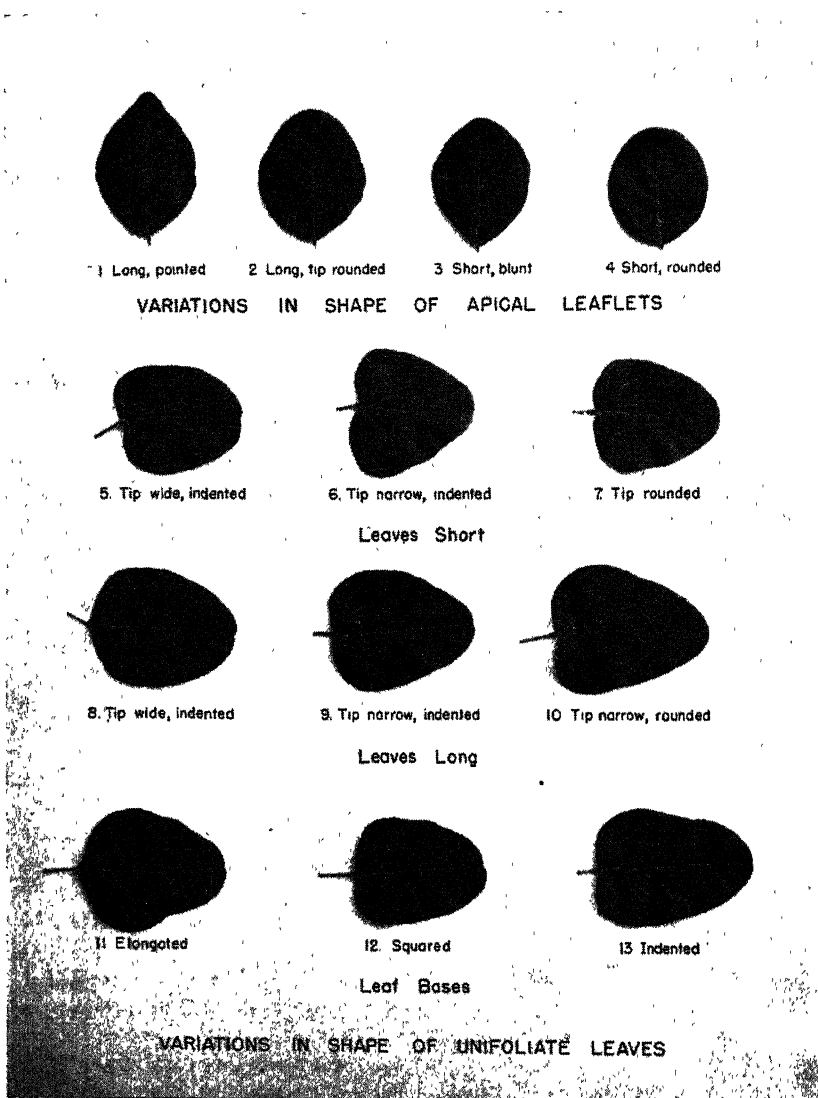 1 Long, pointed 2 Long, tip rounded 3 Short, blunt 4 Short, rounded
VARIATIONS IN SHAPE OF APICAL LEAFLETS
5. Tip wide, indented 6. Tip narrow, indented 7. Tip rounded
Leaves Short
8. Tip wide, indented 9. Tip narrow, indented 10 Tip narrow, rounded
Leaves Long
11 Elongated 12. Squared 13 Indented
Leaf Bases
VARIATIONS IN SHAPE OF UNIFOLIATE LEAVES